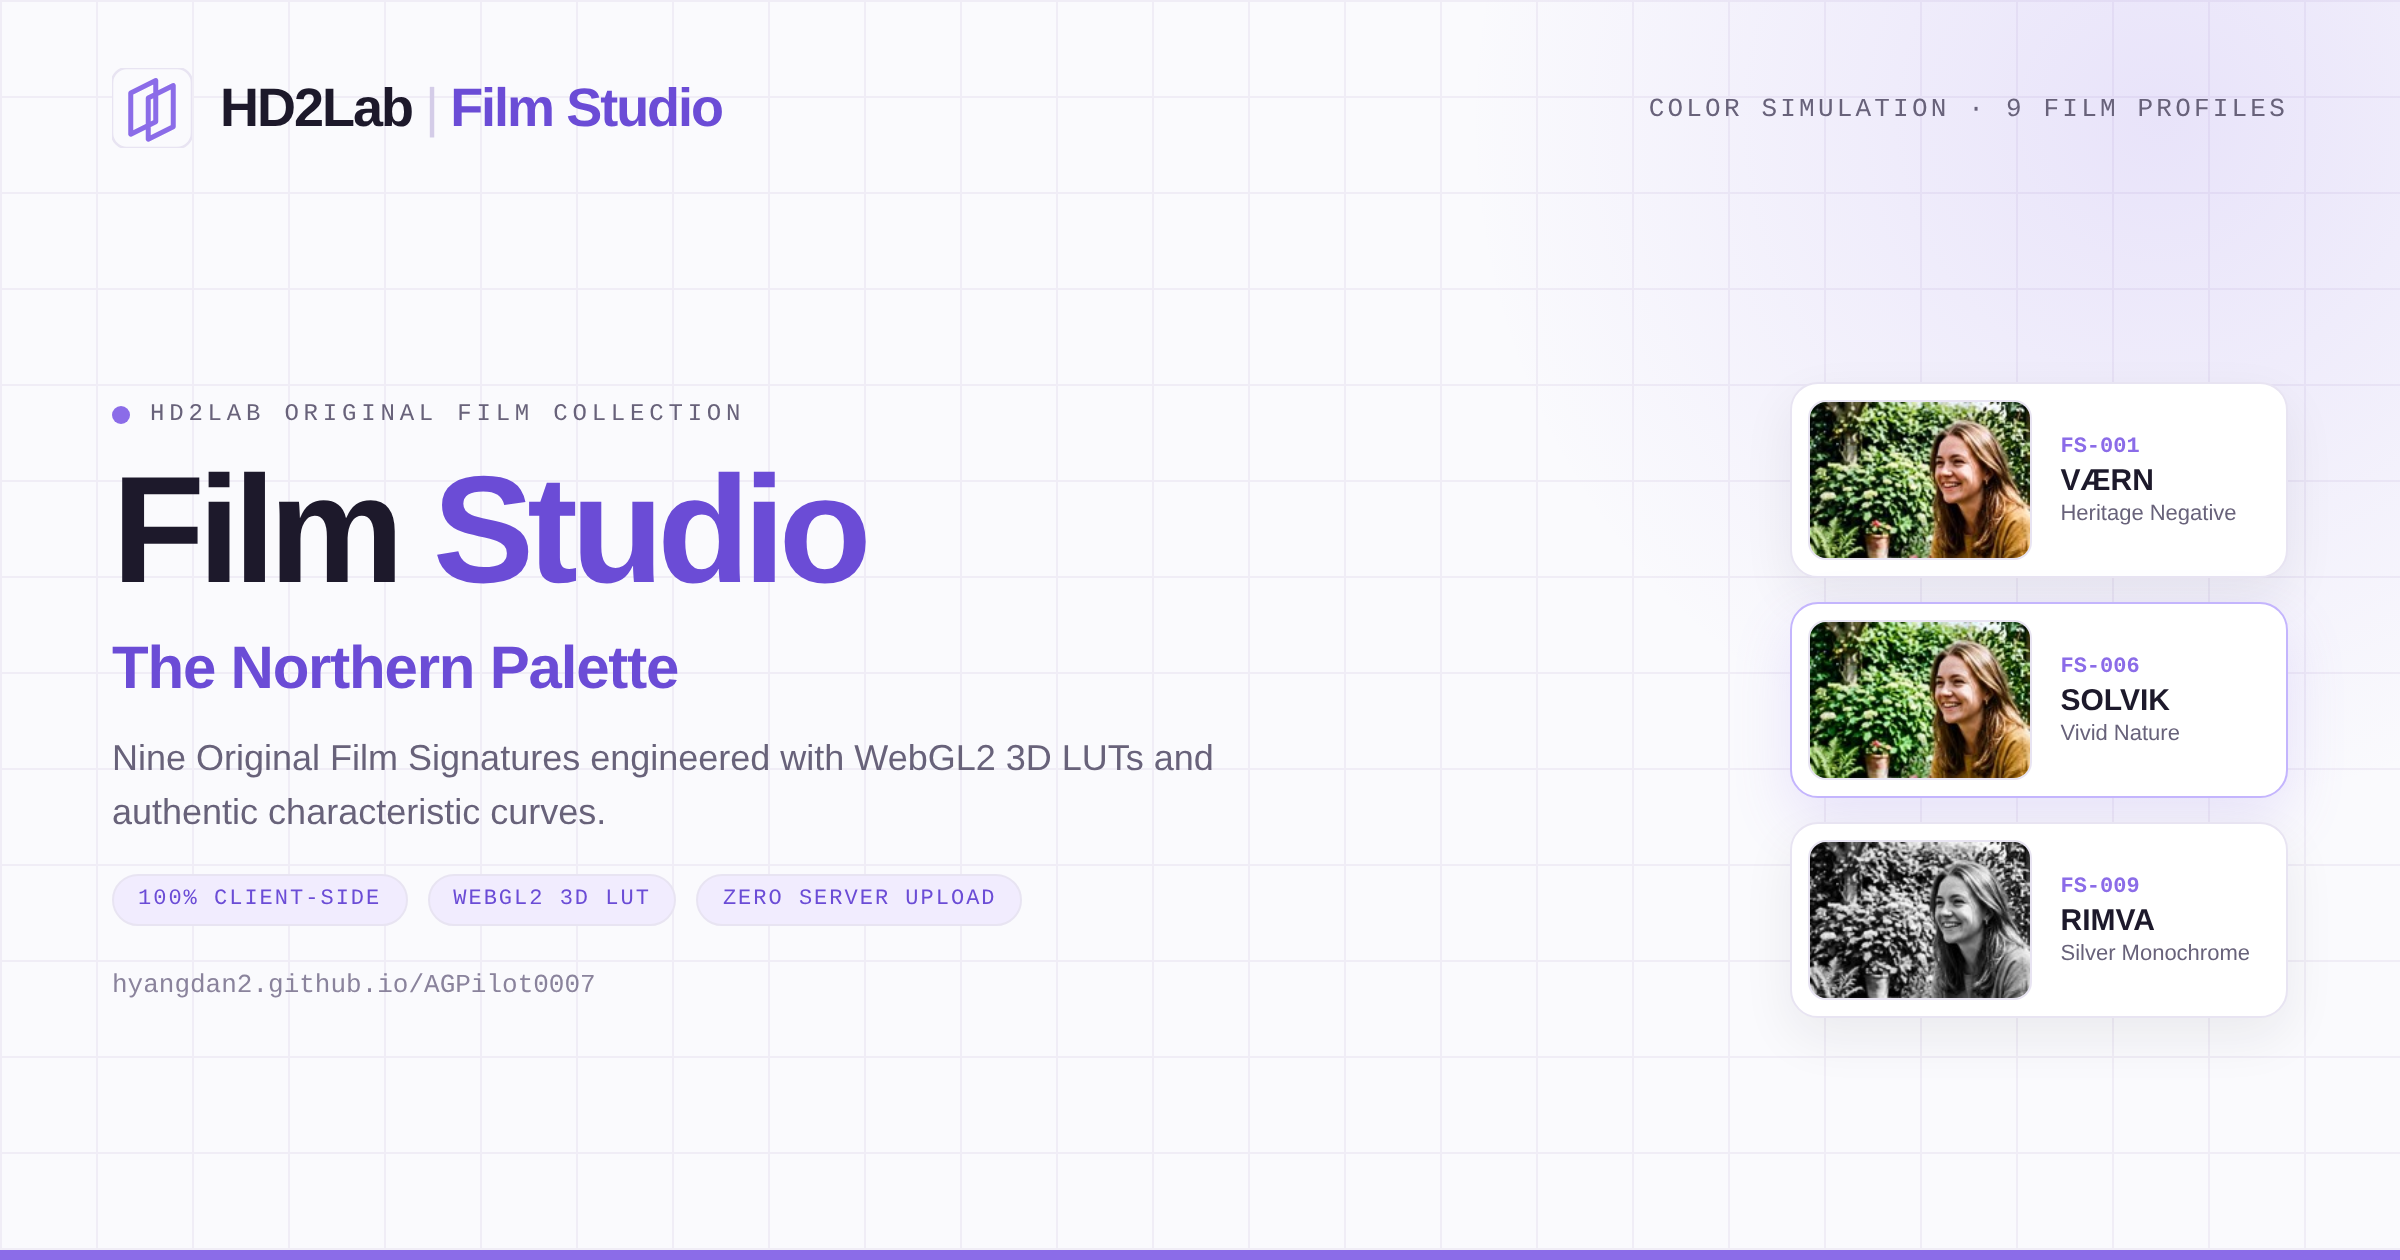 HD2Lab | Film Studio
COLOR SIMULATION · 9 FILM PROFILES
HD2LAB ORIGINAL FILM COLLECTION
Film Studio
The Northern Palette
Nine Original Film Signatures engineered with WebGL2 3D LUTs and
authentic characteristic curves.
100% CLIENT-SIDE
WEBGL2 3D LUT
ZERO SERVER UPLOAD
hyangdan2.github.io/AGPilot0007
FS-001
VÆRN
Heritage Negative
FS-006
SOLVIK
Vivid Nature
FS-009
RIMVA
Silver Monochrome